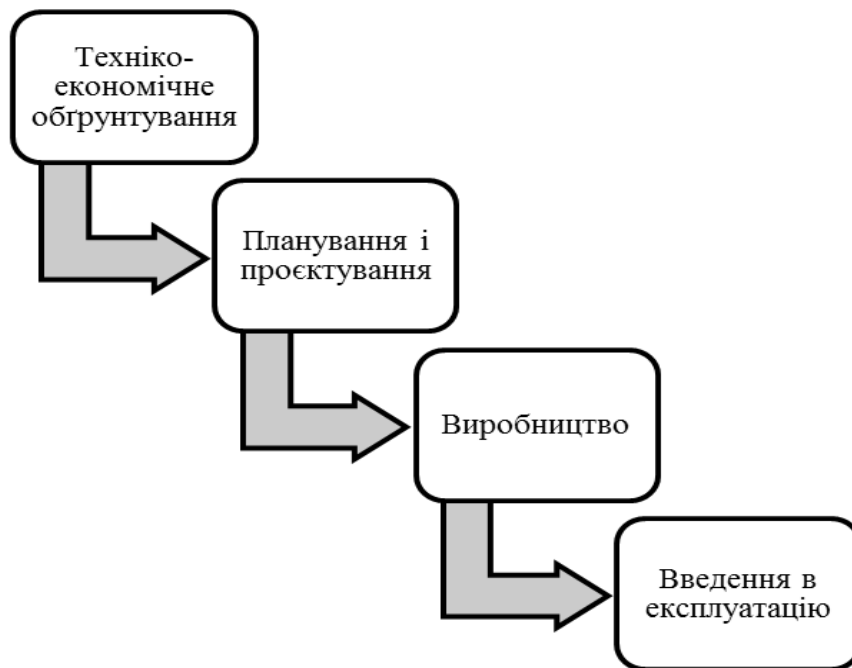 Техніко-
економічне
обґрунтування
Планування і
проєктування
Виробництво
Введення в
експлуатацію